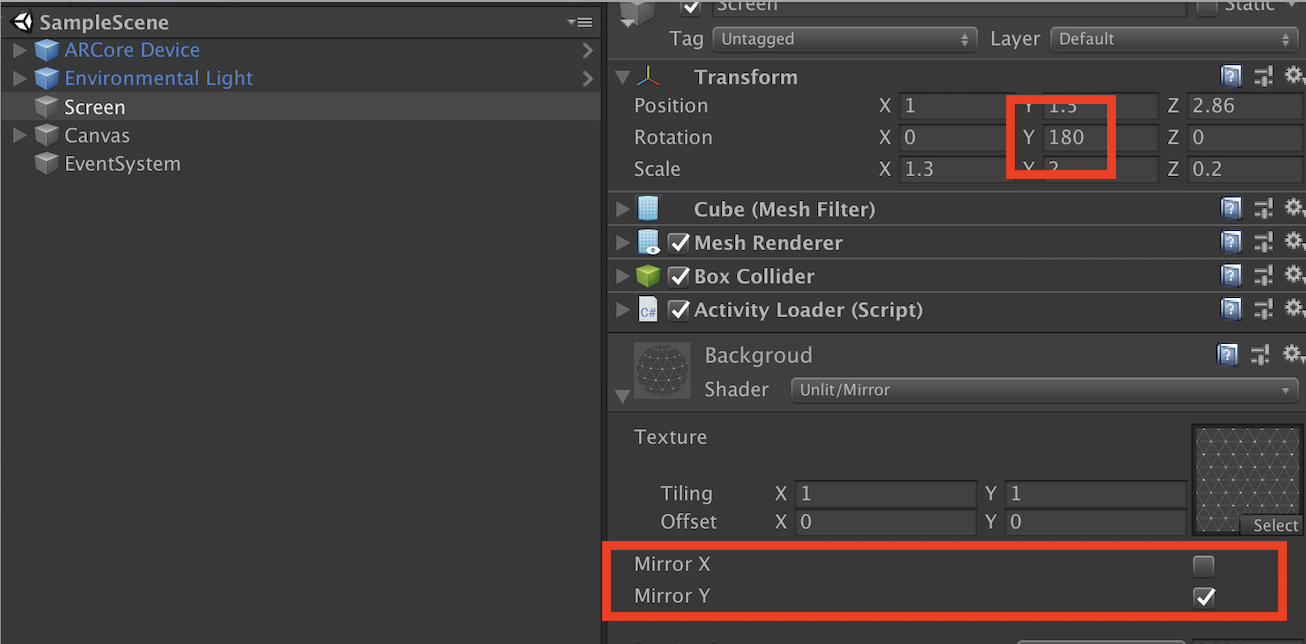 SampleScene
ARCore Device
Environmental Light
Screen
Canvas
EventSystem
Screen Static
Tag Untagged Layer Default
Transform
Position X 1 Y 1.5 Z 2.86
Rotation X 0 Y 180 Z 0
Scale X 1.3 Y 2 Z 0.2
Cube (Mesh Filter)
Mesh Renderer
Box Collider
C#
Activity Loader (Script)
Backgroud
Shader Unlit/Mirror
Texture
Tiling X 1 Y 1
Offset X 0 Y 0
Select
Mirror X
Mirror Y